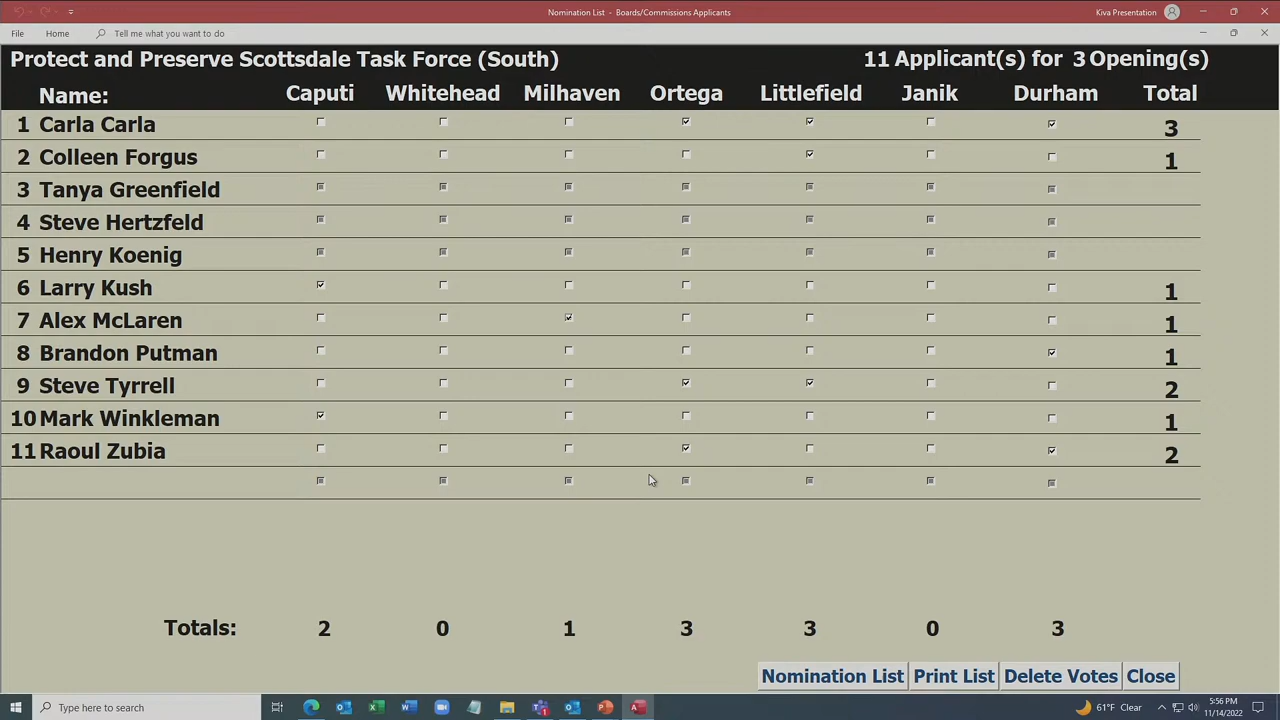 Nomination List - Boards/Commissions Applicants
Kiva Presentation
File Home Tell me what you want to do
Protect and Preserve Scottsdale Task Force (South) 11 Applicant(s) for 3 Opening(s)
Name: Caputi Whitehead Milhaven Ortega Littlefield Janik Durham Total
1 Carla Carla 3
2 Colleen Forgus 1
3 Tanya Greenfield
4 Steve Hertzfeld
5 Henry Koenig
6 Larry Kush 1
7 Alex McLaren 1
8 Brandon Putman 1
9 Steve Tyrrell 2
10 Mark Winkleman 1
11 Raoul Zubia 2
Totals: 2 0 1 3 3 0 3
Nomination List Print List Delete Votes Close
Type here to search
61°F Clear
5:56 PM
11/14/2022